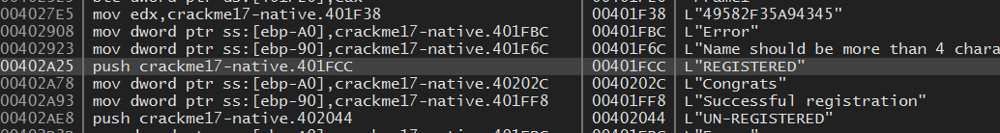 004027E5 mov edx,crackme17-native.401F38 00401F38 L"49582F35A94345"
00402908 mov dword ptr ss:[ebp-A0],crackme17-native.401FBC 00401FBC L"Error"
00402923 mov dword ptr ss:[ebp-90],crackme17-native.401F6C 00401F6C L"Name should be more than 4 chara
00402A25 push crackme17-native.401FCC 00401FCC L"REGISTERED"
00402A78 mov dword ptr ss:[ebp-A0],crackme17-native.40202C 0040202C L"Congrats"
00402A93 mov dword ptr ss:[ebp-90],crackme17-native.401FF8 00401FF8 L"Successful registration"
00402AE8 push crackme17-native.402044 00402044 L"UN-REGISTERED"